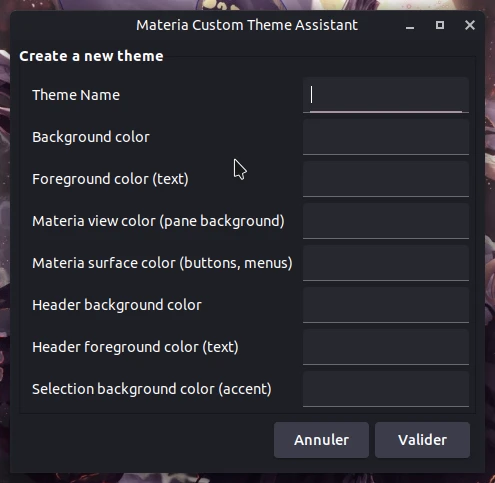 Materia Custom Theme Assistant
Create a new theme
Theme Name
Background color
Foreground color (text)
Materia view color (pane background)
Materia surface color (buttons, menus)
Header background color
Header foreground color (text)
Selection background color (accent)
Annuler Valider